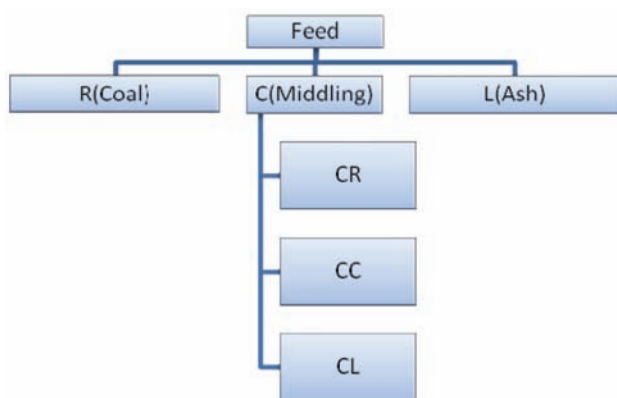 Feed
R(Coal)
C(Middling)
L(Ash)
CR
CC
CL